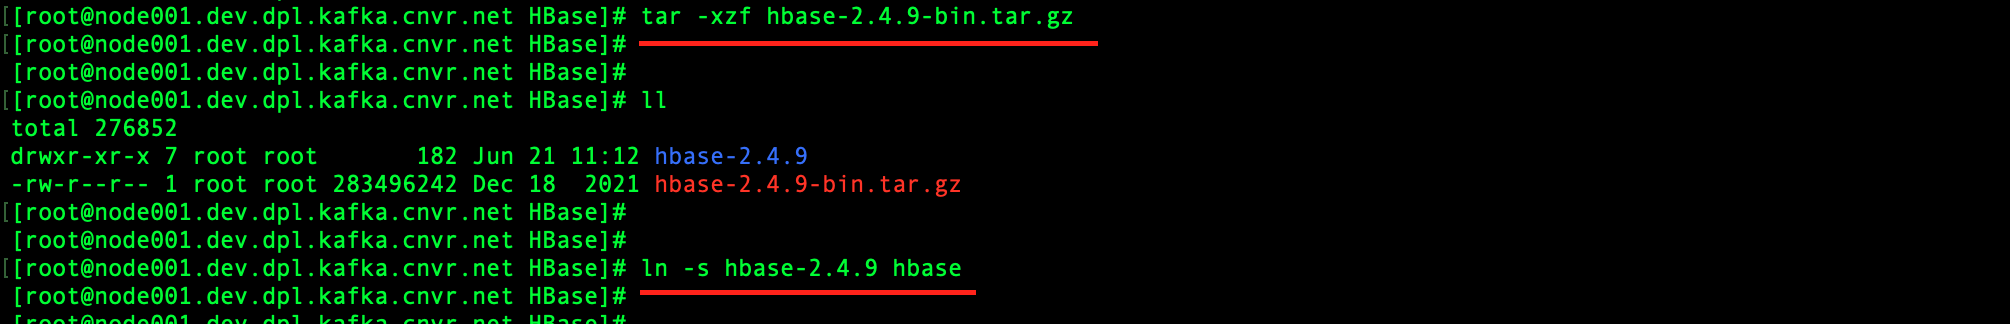 [[root@node001.dev.dpl.kafka.cnvr.net HBase]# tar -xzf hbase-2.4.9-bin.tar.gz
[[root@node001.dev.dpl.kafka.cnvr.net HBase]#
[root@node001.dev.dpl.kafka.cnvr.net HBase]#
[[root@node001.dev.dpl.kafka.cnvr.net HBase]# ll
total 276852
drwxr-xr-x 7 root root       182 Jun 21 11:12 hbase-2.4.9
-rw-r--r-- 1 root root 283496242 Dec 18  2021 hbase-2.4.9-bin.tar.gz
[[root@node001.dev.dpl.kafka.cnvr.net HBase]#
[root@node001.dev.dpl.kafka.cnvr.net HBase]#
[[root@node001.dev.dpl.kafka.cnvr.net HBase]# ln -s hbase-2.4.9 hbase
[[root@node001.dev.dpl.kafka.cnvr.net HBase]#
[root@node001.dev.dpl.kafka.cnvr.net HBase]#